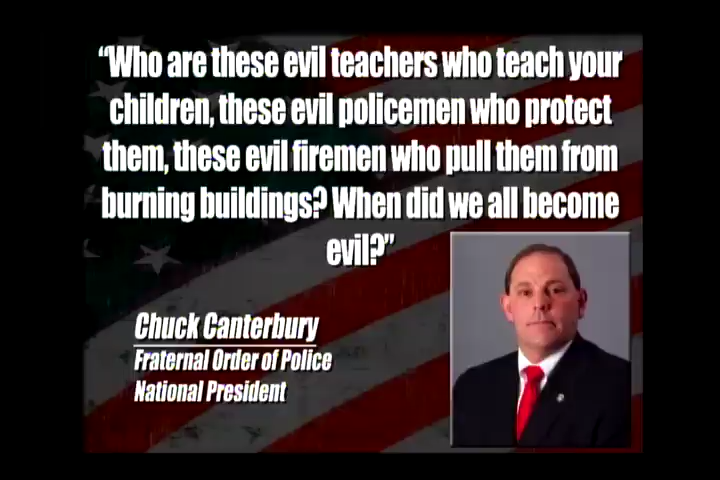 “Who are these evil teachers who teach your
children, these evil policemen who protect
them, these evil firemen who pull them from
burning buildings? When did we all become
evil?”
Chuck Canterbury
Fraternal Order of Police
National President